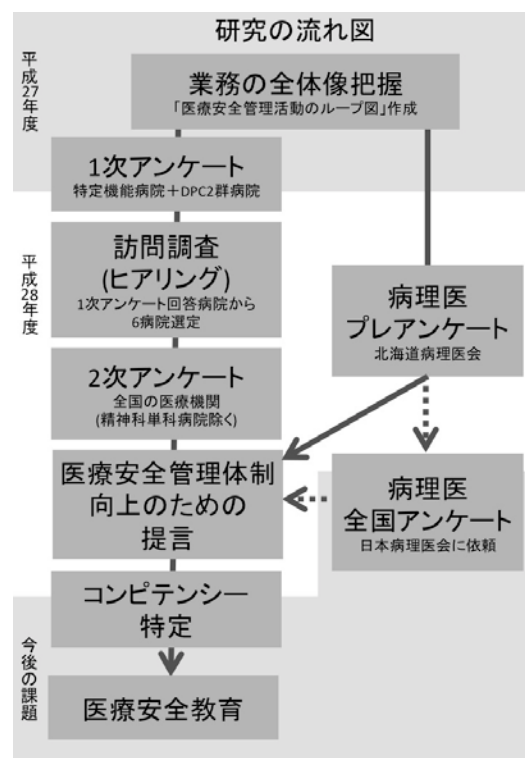 研究の流れ図
平成27年度
業務の全体像把握
「医療安全管理活動のループ図」作成
1次アンケート
特定機能病院＋DPC2群病院
平成28年度
訪問調査
(ヒアリング)
1次アンケート回答病院から
6病院選定
病理医
プレアンケート
北海道病理医会
2次アンケート
全国の医療機関
(精神科単科病院除く)
医療安全管理体制
向上のための
提言
病理医
全国アンケート
日本病理医会に依頼
コンピテンシー
特定
今後の課題
医療安全教育